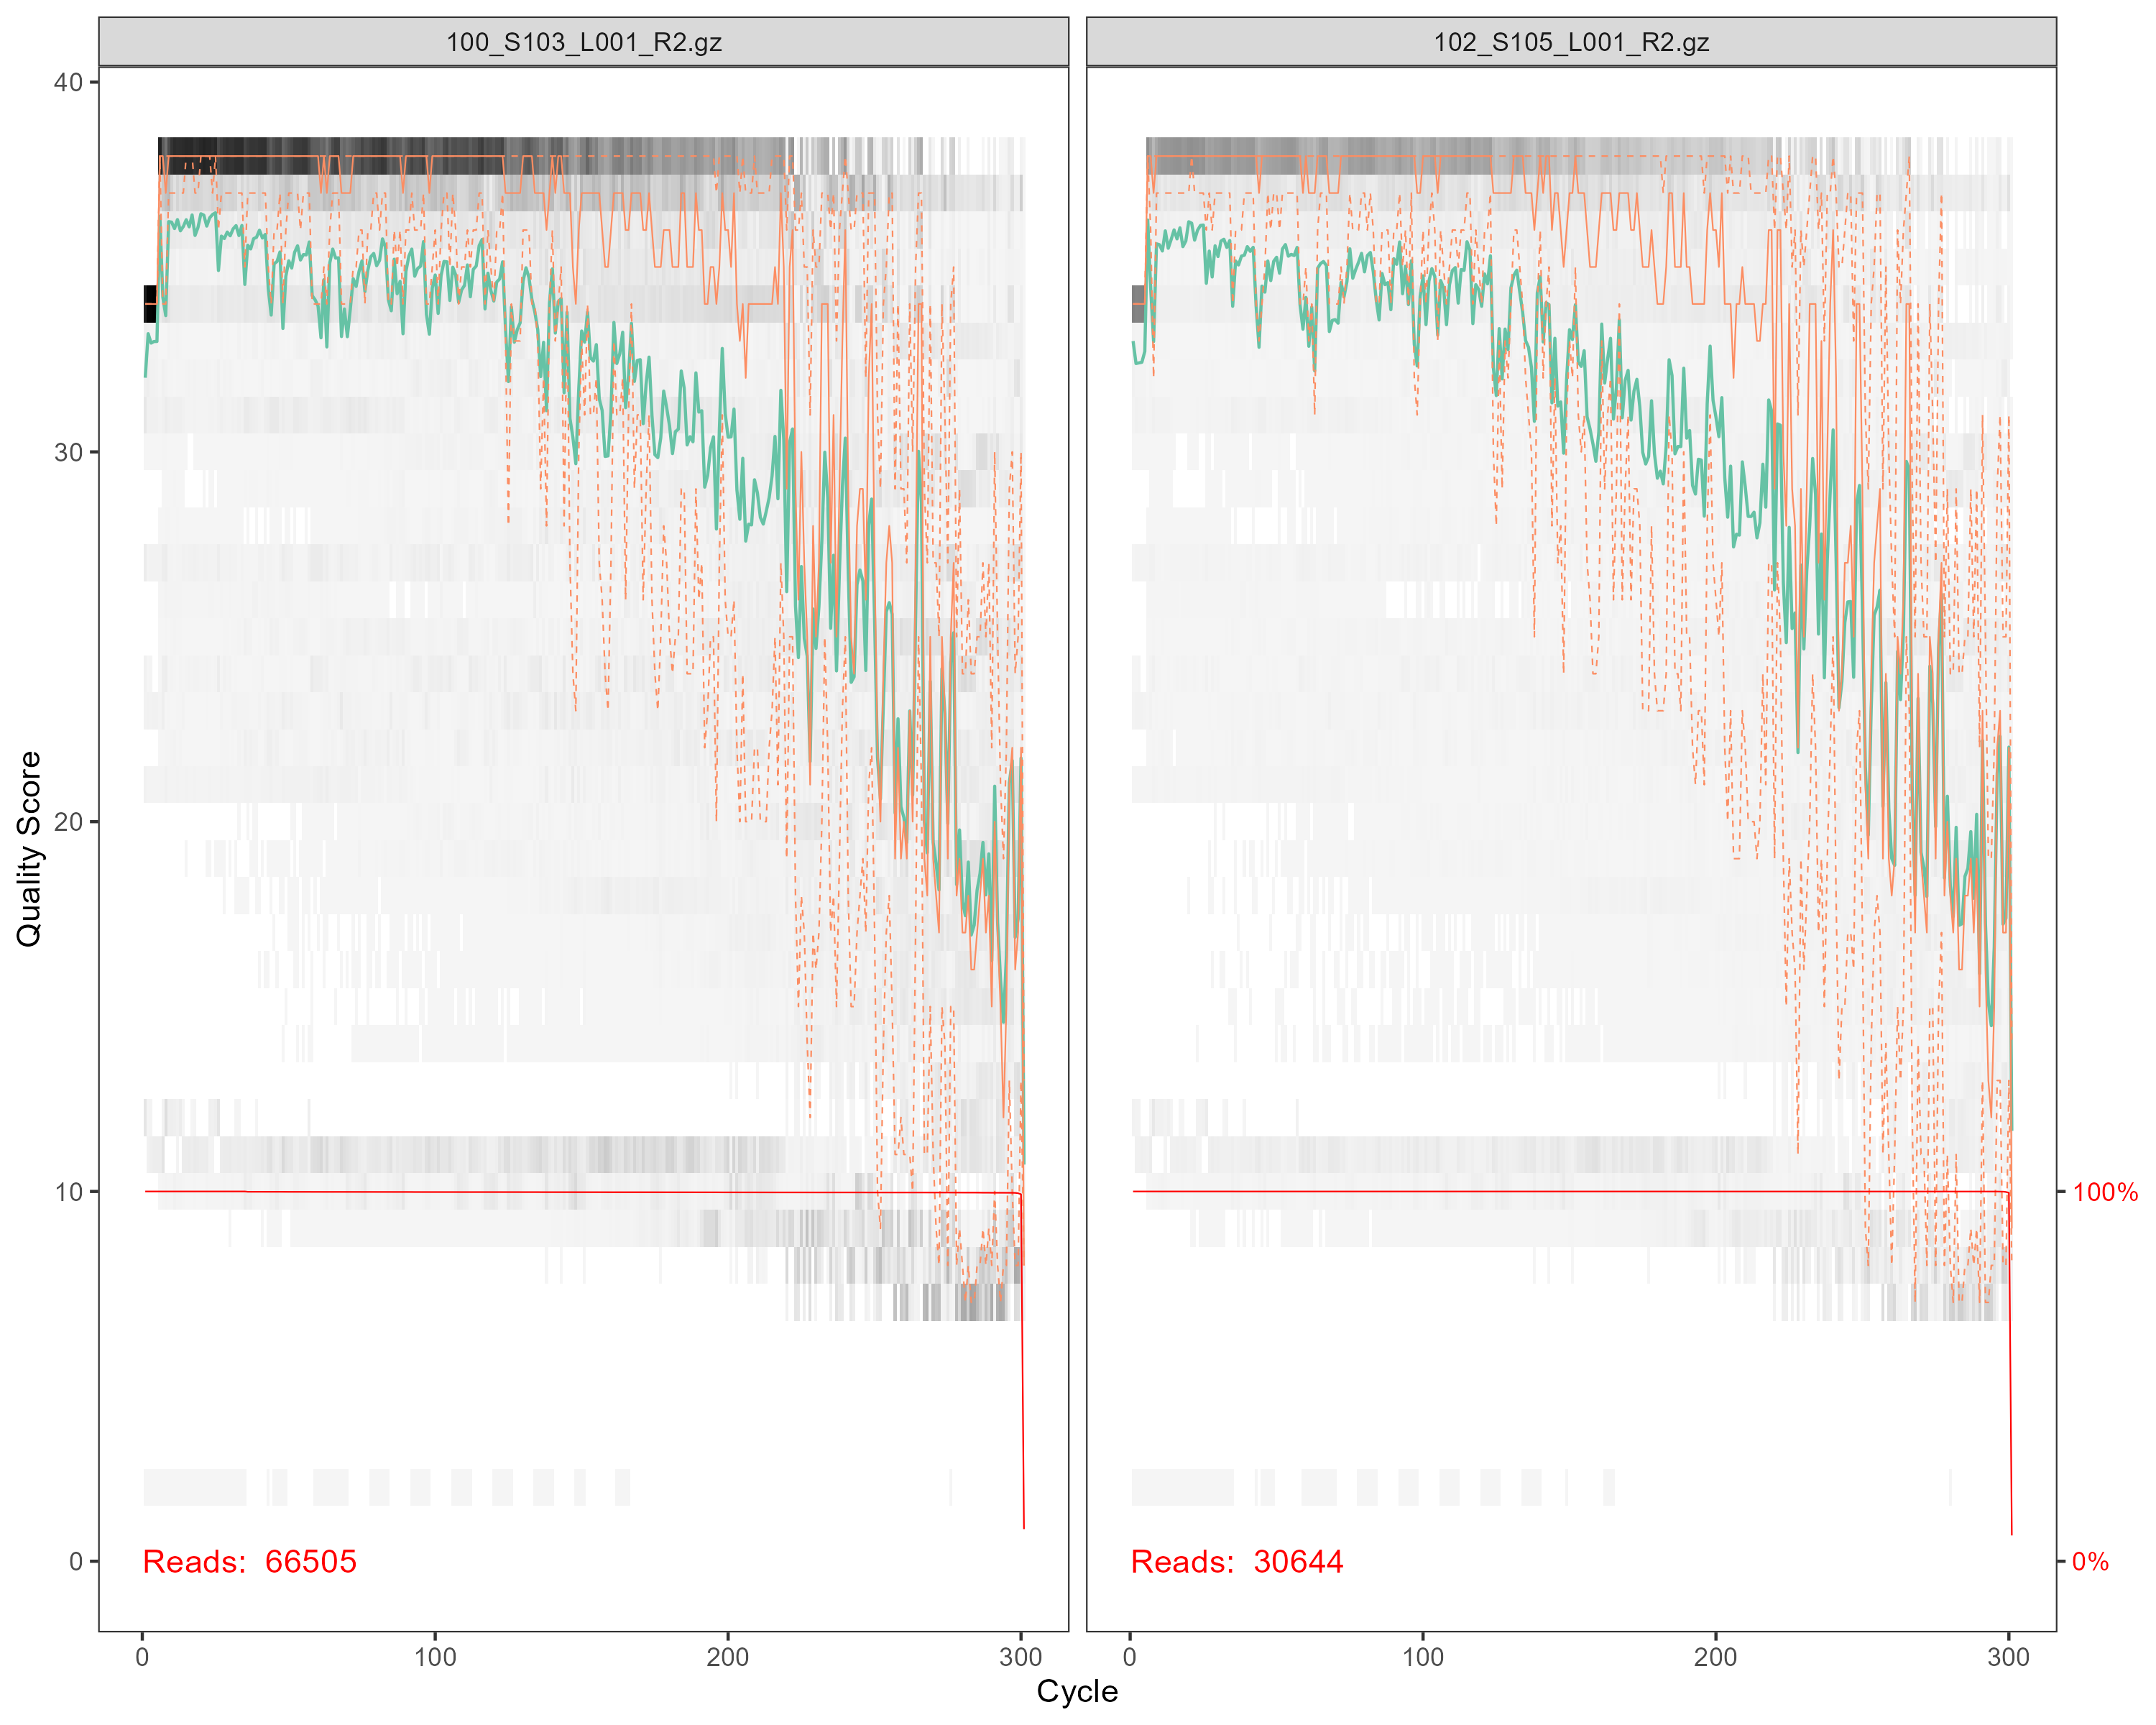 100_S103_L001_R2.gz
102_S105_L001_R2.gz
40
30
20
10
0
Quality Score
100%
0%
Reads: 66505
Reads: 30644
0
100
200
300
0
100
200
300
Cycle